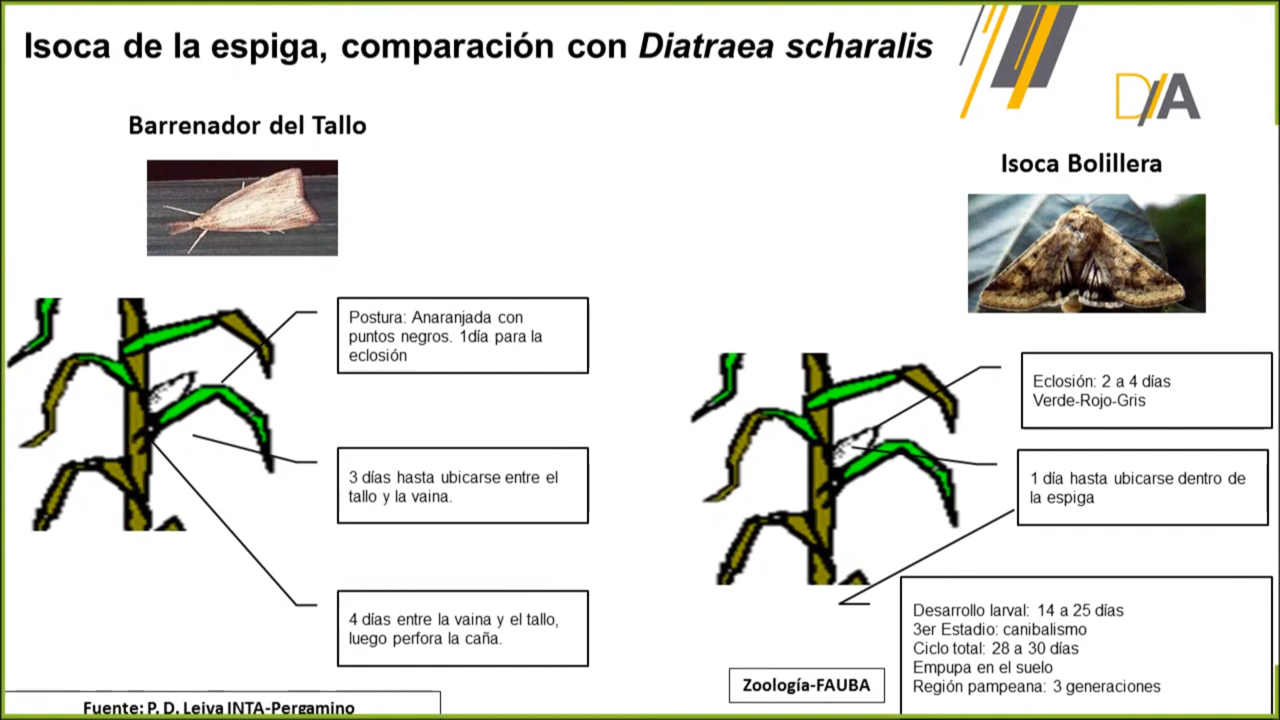 Isoca de la espiga, comparación con Diatraea scharalis
D/A
Barrenador del Tallo
Isoca Bolillera
Postura: Anaranjada con
puntos negros. 1día para la
eclosión
3 días hasta ubicarse entre el
tallo y la vaina.
4 días entre la vaina y el tallo,
luego perfora la caña.
Eclosión: 2 a 4 días
Verde-Rojo-Gris
1 día hasta ubicarse dentro de
la espiga
Desarrollo larval: 14 a 25 días
3er Estadio: canibalismo
Ciclo total: 28 a 30 días
Empupa en el suelo
Región pampeana: 3 generaciones
Zoología-FAUBA
Fuente: P. D. Leiva INTA-Pergamino